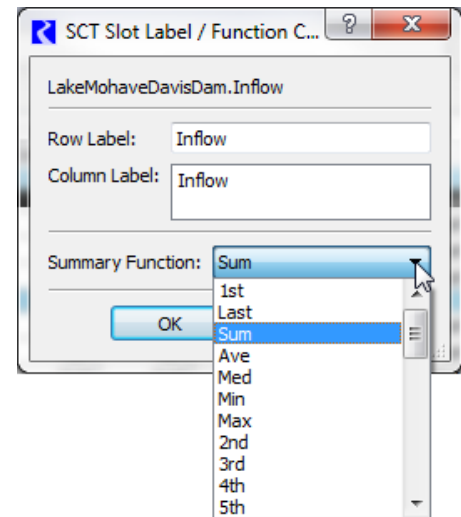 SCT Slot Label / Function C... ? X
LakeMohaveDavisDam.Inflow
Row Label: Inflow
Column Label: Inflow
Summary Function: Sum
1st
OK Last
Sum
Ave
Med
Min
Max
2nd
3rd
4th
5th